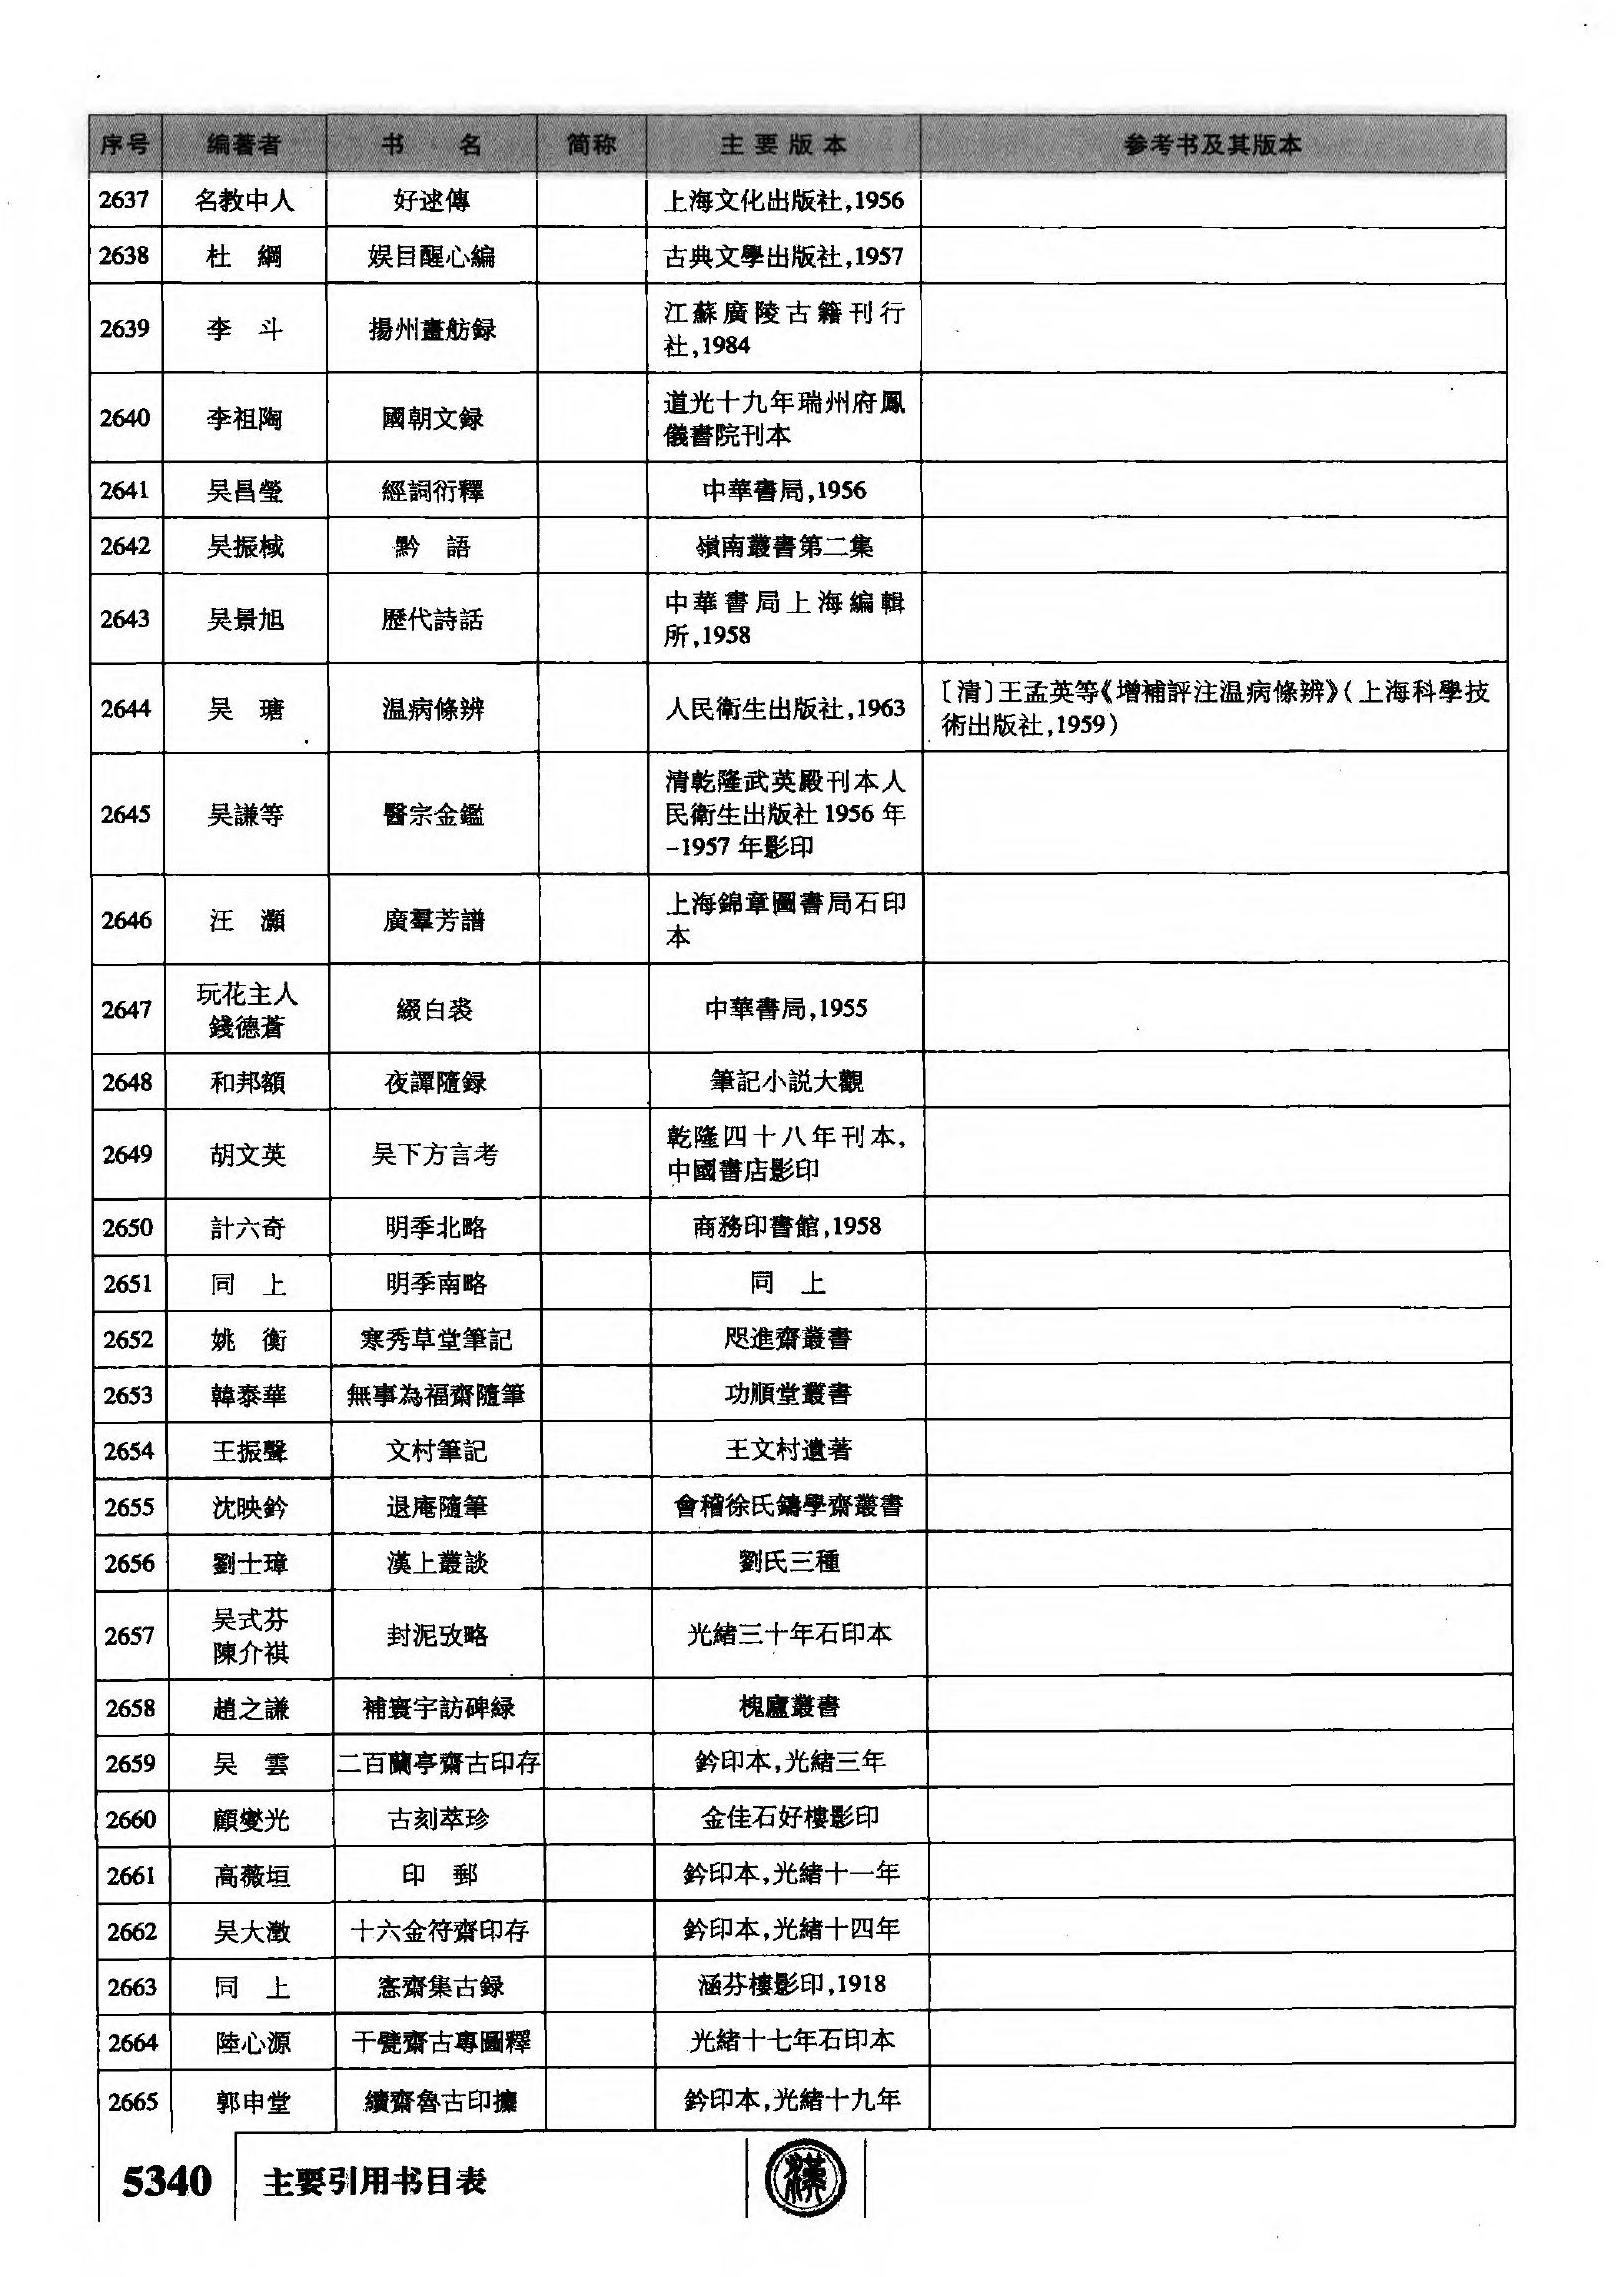 序号 编著者 书 名 简称 主要版本 参考书及其版本
2637 名教中人 好逑傳 上海文化出版社,1956
2638 杜 綱 娱目醒心編 古典文學出版社,1957
2639 李 斗 揚州畫舫録 江蘇廣陵古籍刊行
社,1984
2640 李祖陶 國朝文録 道光十九年瑞州府鳳
儀書院刊本
2641 吴昌瑩 經詞衍釋 中華書局,1956
2642 吴振棫 黔 語 嶺南叢書第二集
2643 吴景旭 歷代詩話 中華書局上海編輯
所,1958
2644 吴 瑭 温病條辨 人民衛生出版社,1963 〔清〕王孟英等《增補評注温病條辨》(上海科學技
術出版社,1959)
2645 吴謙等 醫宗金鑑 清乾隆武英殿刊本人
民衛生出版社1956年
-1957年影印
2646 汪 灝 廣羣芳譜 上海錦章圖書局石印
本
2647 玩花主人
錢德蒼 綴白裘 中華書局,1955
2648 和邦額 夜譚隨録 筆記小説大觀
2649 胡文英 吴下方言考 乾隆四十八年刊本,
中國書店影印
2650 計六奇 明季北略 商務印書館,1958
2651 同 上 明季南略 同 上
2652 姚 衡 寒秀草堂筆記 咫進齋叢書
2653 韓泰華 無事為福齋隨筆 功順堂叢書
2654 王振聲 文村筆記 王文村遺著
2655 沈映鈐 退庵隨筆 會稽徐氏鑄學齋叢書
2656 劉士璋 漢上叢談 劉氏三種
2657 吴式芬
陳介祺 封泥攷略 光緒三十年石印本
2658 趙之謙 補寰宇訪碑緑 槐廬叢書
2659 吴 雲 二百蘭亭齋古印存 鈐印本,光緒三年
2660 顧燮光 古刻萃珍 金佳石好樓影印
2661 高薇垣 印 郵 鈐印本,光緒十一年
2662 吴大澂 十六金符齋印存 鈐印本,光緒十四年
2663 同 上 愙齋集古録 涵芬樓影印,1918
2664 陸心源 千甓齋古專圖釋 光緒十七年石印本
2665 郭申堂 續齋魯古印攗 鈐印本,光緒十九年
5340 主要引用书目表
漢